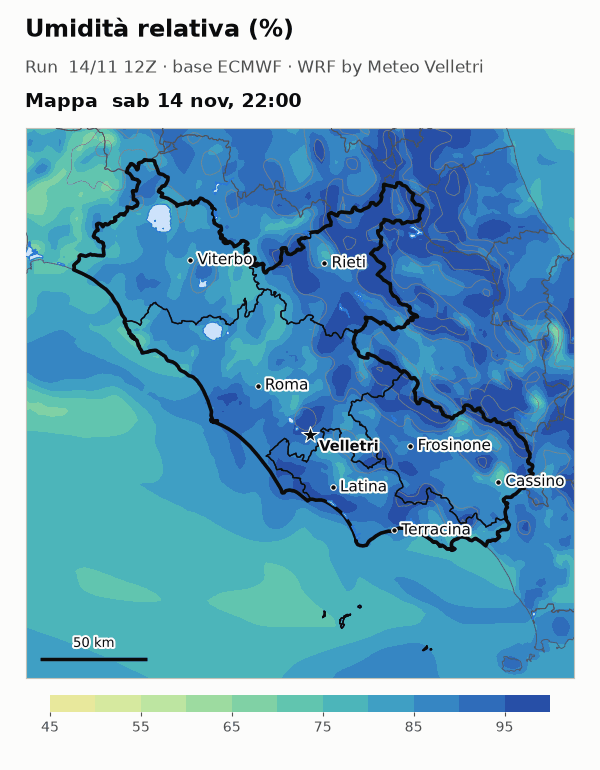 Umidità relativa (%)
Run  14/11 12Z · base ECMWF · WRF by Meteo Velletri
Mappa  sab 14 nov, 22:00
Viterbo
Rieti
Roma
Velletri
Frosinone
Latina
Cassino
Terracina
50 km
45 55 65 75 85 95